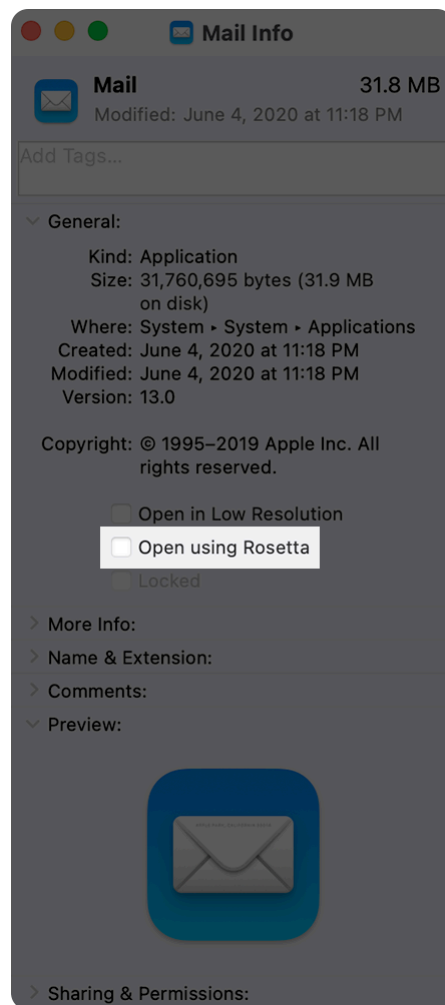 Mail Info
Mail 31.8 MB
Modified: June 4, 2020 at 11:18 PM
Add Tags...
General:
Kind: Application
Size: 31,760,695 bytes (31.9 MB
on disk)
Where: System ▸ System ▸ Applications
Created: June 4, 2020 at 11:18 PM
Modified: June 4, 2020 at 11:18 PM
Version: 13.0
Copyright: © 1995–2019 Apple Inc. All
rights reserved.
Open in Low Resolution
Open using Rosetta
Locked
More Info:
Name & Extension:
Comments:
Preview:
Sharing & Permissions: